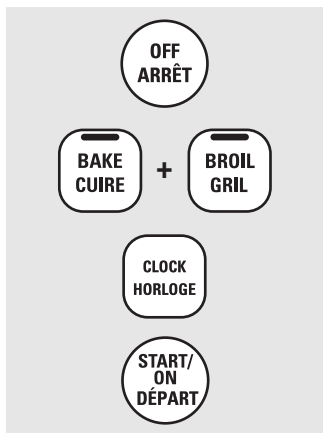 OFF
ARRÊT
BAKE
CUIRE
+
BROIL
GRIL
CLOCK
HORLOGE
START/
ON
DÉPART